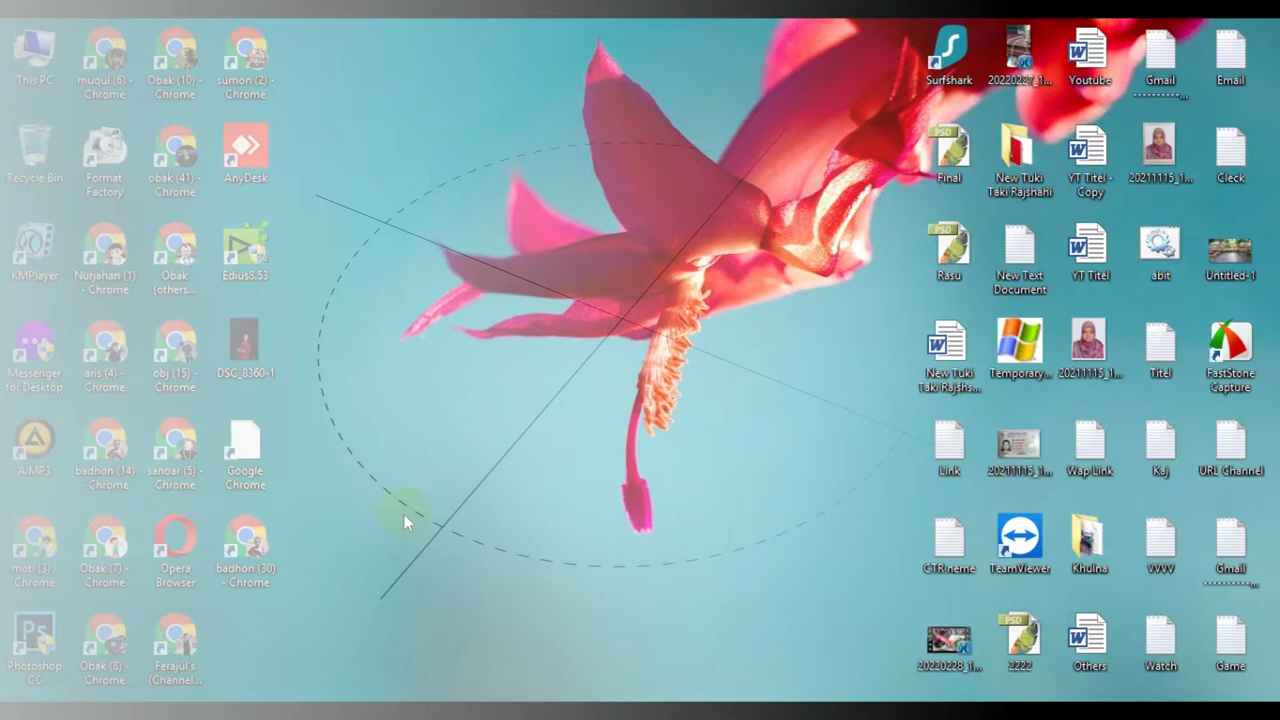 This PC
muqul (6) -
Chrome
Obak (10) -
Chrome
sumon (2) -
Chrome
Surfshark
20220227_1...
Youtube
Gmail
---------...
Email
Recycle Bin
Format
Factory
obak (41) -
Chrome
AnyDesk
PSD
Final
New Tuki
Taki Rajshahi
YT Titel -
Copy
20211115_1...
Cleck
KMPlayer
Nurjahan (1)
- Chrome
Obak
(others...
Edius8.53
PSD
Rasu
New Text
Document
YT Titel
abit
Untitled-1
Messenger
for Desktop
aris (4) -
Chrome
obj (15) -
Chrome
DSC_8360-1
New Tuki
Taki Rajshs...
Temporary...
20211115_1...
Titel
FastStone
Capture
AIMP3
badhon (14)
- Chrome
sanoar (5) -
Chrome
Google
Chrome
Link
20211115_1...
Wap Link
Kaj
URL Channel
moti (3) -
Chrome
Obak (7) -
Chrome
Opera
Browser
badhon (30)
- Chrome
CTR neme
TeamViewer
Khulna
VVVV
Gmail
---------...
Ps
Photoshop
CC
Obak (8) -
Chrome
Ferajul's
(Channel...
20220228_1...
PSD
2222
Others
Watch
Game